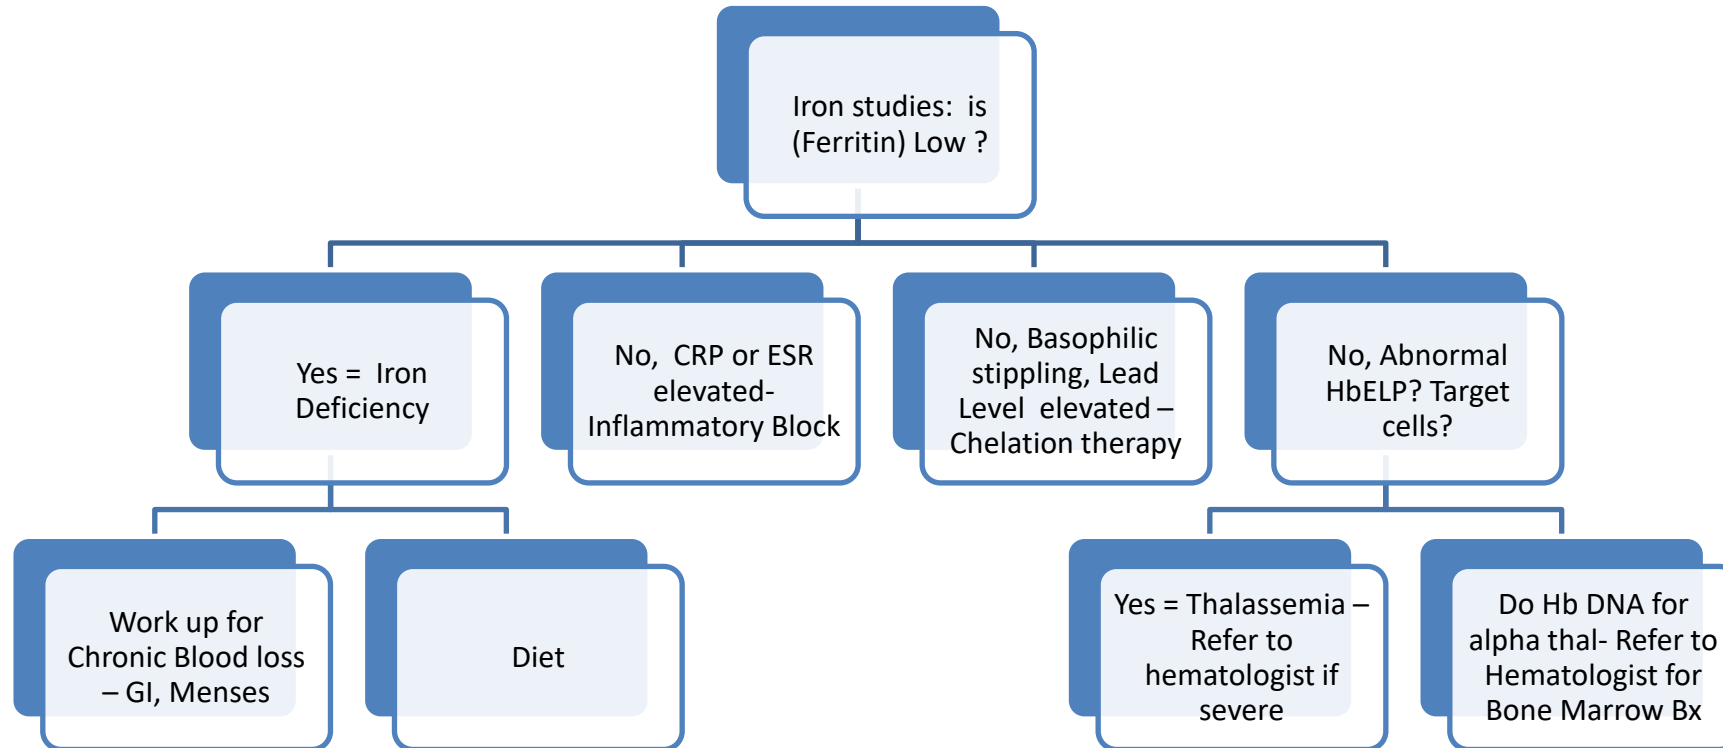 Iron studies: is
(Ferritin) Low ?
Yes = Iron
Deficiency
No, CRP or ESR
elevated-
Inflammatory Block
No, Basophilic
stippling, Lead
Level elevated –
Chelation therapy
No, Abnormal
HbELP? Target
cells?
Work up for
Chronic Blood loss
– GI, Menses
Diet
Yes = Thalassemia –
Refer to
hematologist if
severe
Do Hb DNA for
alpha thal- Refer to
Hematologist for
Bone Marrow Bx